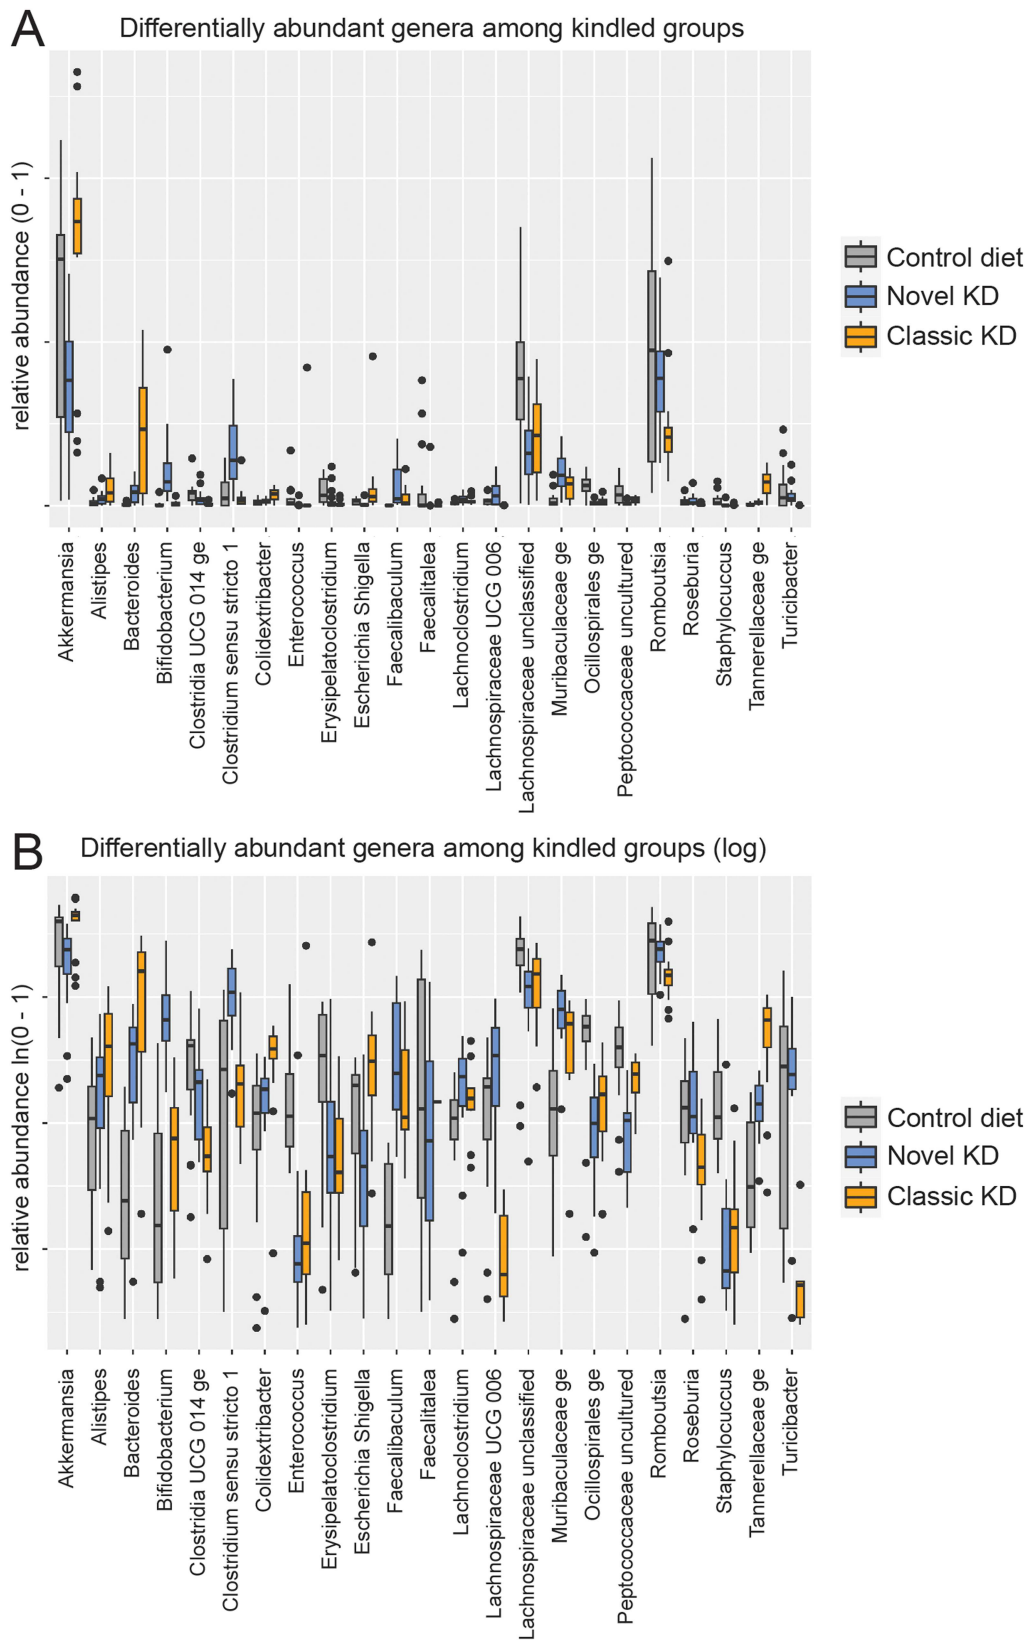 A
Differentially abundant genera among kindled groups
relative abundance (0 - 1)
Control diet
Novel KD
Classic KD
Akkermansia
Alistipes
Bacteroides
Bifidobacterium
Clostridia UCG 014 ge
Clostridium sensu stricto 1
Colidextribacter
Enterococcus
Erysipelatoclostridium
Escherichia Shigella
Faecalibaculum
Faecalitalea
Lachnoclostridium
Lachnospiraceae UCG 006
Lachnospiraceae unclassified
Muribaculaceae ge
Ocillospirales ge
Peptococcaceae uncultured
Romboutsia
Roseburia
Staphylococcus
Tannerellaceae ge
Turicibacter
B
Differentially abundant genera among kindled groups (log)
relative abundance ln(0 - 1)
Control diet
Novel KD
Classic KD
Akkermansia
Alistipes
Bacteroides
Bifidobacterium
Clostridia UCG 014 ge
Clostridium sensu stricto 1
Colidextribacter
Enterococcus
Erysipelatoclostridium
Escherichia Shigella
Faecalibaculum
Faecalitalea
Lachnoclostridium
Lachnospiraceae UCG 006
Lachnospiraceae unclassified
Muribaculaceae ge
Ocillospirales ge
Peptococcaceae uncultured
Romboutsia
Roseburia
Staphylococcus
Tannerellaceae ge
Turicibacter